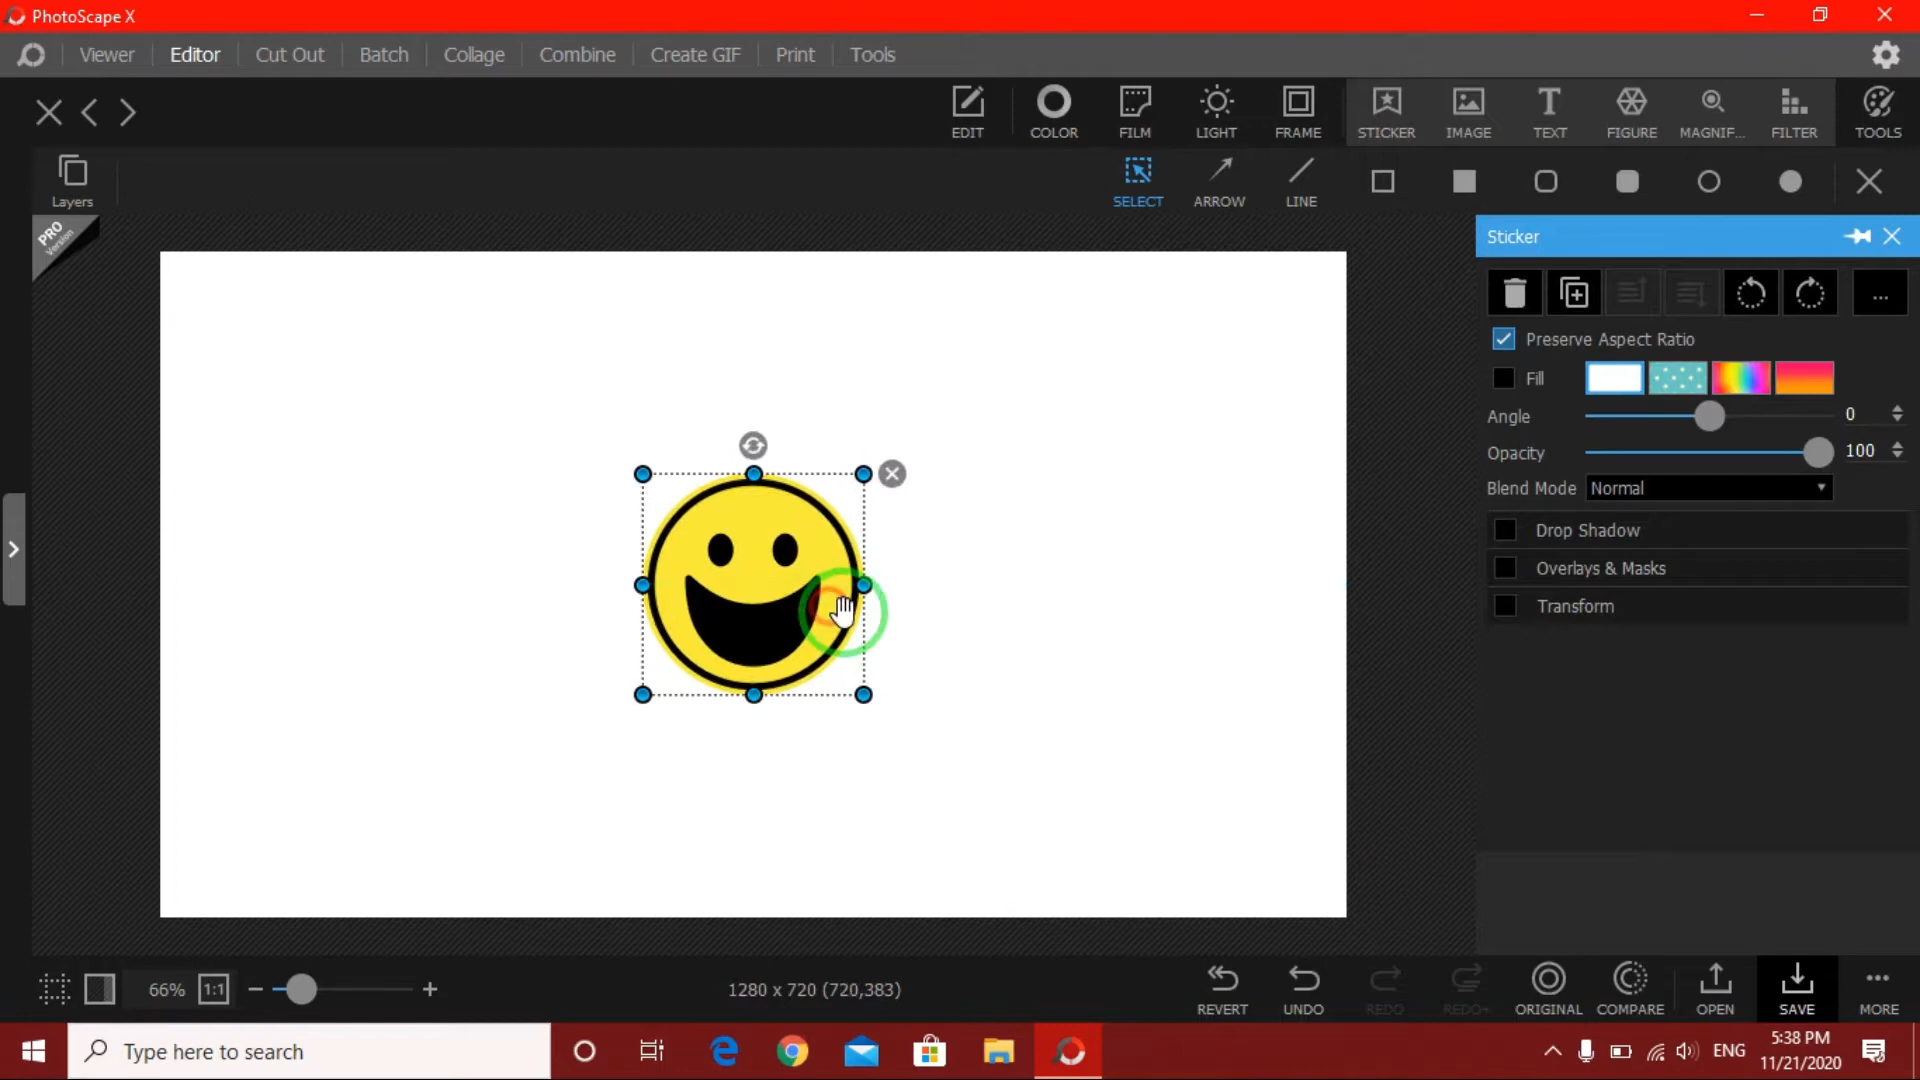 PhotoScape X
Viewer Editor Cut Out Batch Collage Combine Create GIF Print Tools
EDIT COLOR FILM LIGHT FRAME STICKER IMAGE TEXT FIGURE MAGNIF... FILTER TOOLS
Layers SELECT ARROW LINE
PRO
Version
Sticker
...
Preserve Aspect Ratio
Fill
Angle 0
Opacity 100
Blend Mode Normal
Drop Shadow
Overlays & Masks
Transform
66% 1:1 1280 x 720 (720,383)
REVERT UNDO REDO REDO+ ORIGINAL COMPARE OPEN SAVE MORE
Type here to search
ENG
5:38 PM
11/21/2020